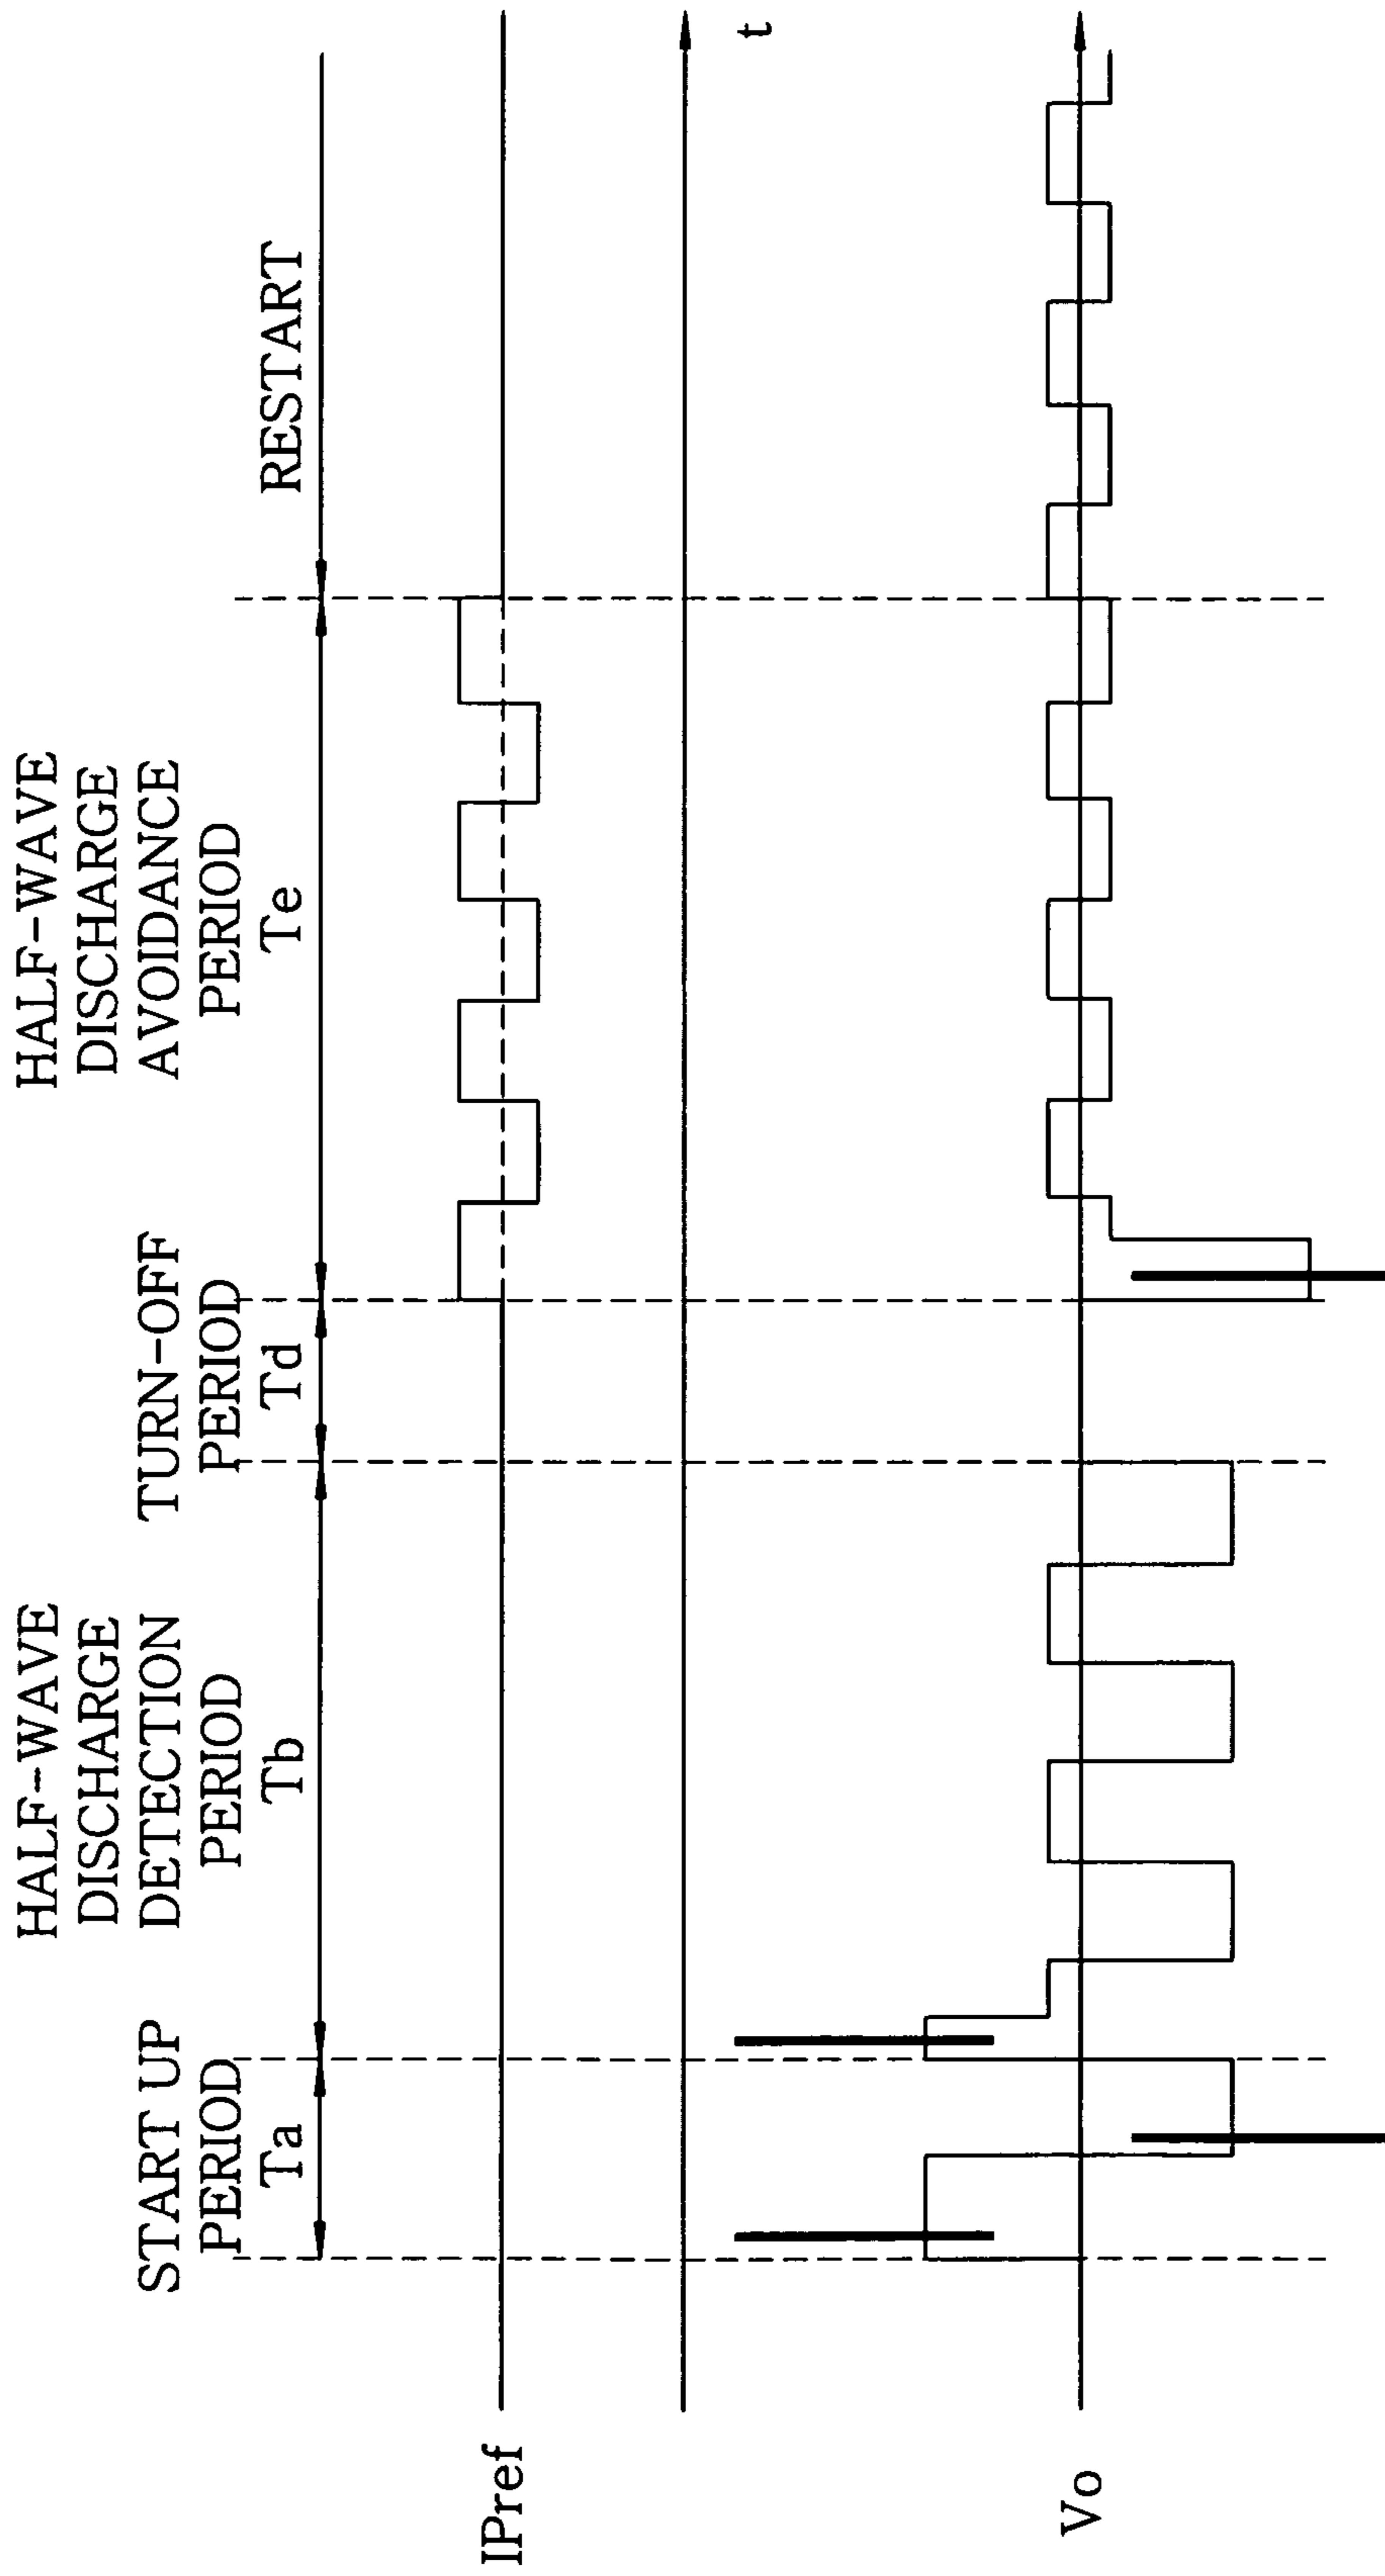 START UP
PERIOD
Ta
HALF-WAVE
DISCHARGE
DETECTION
PERIOD
Tb
TURN-OFF
PERIOD
Td
HALF-WAVE
DISCHARGE
AVOIDANCE
PERIOD
Te
RESTART
IPref
t
Vo